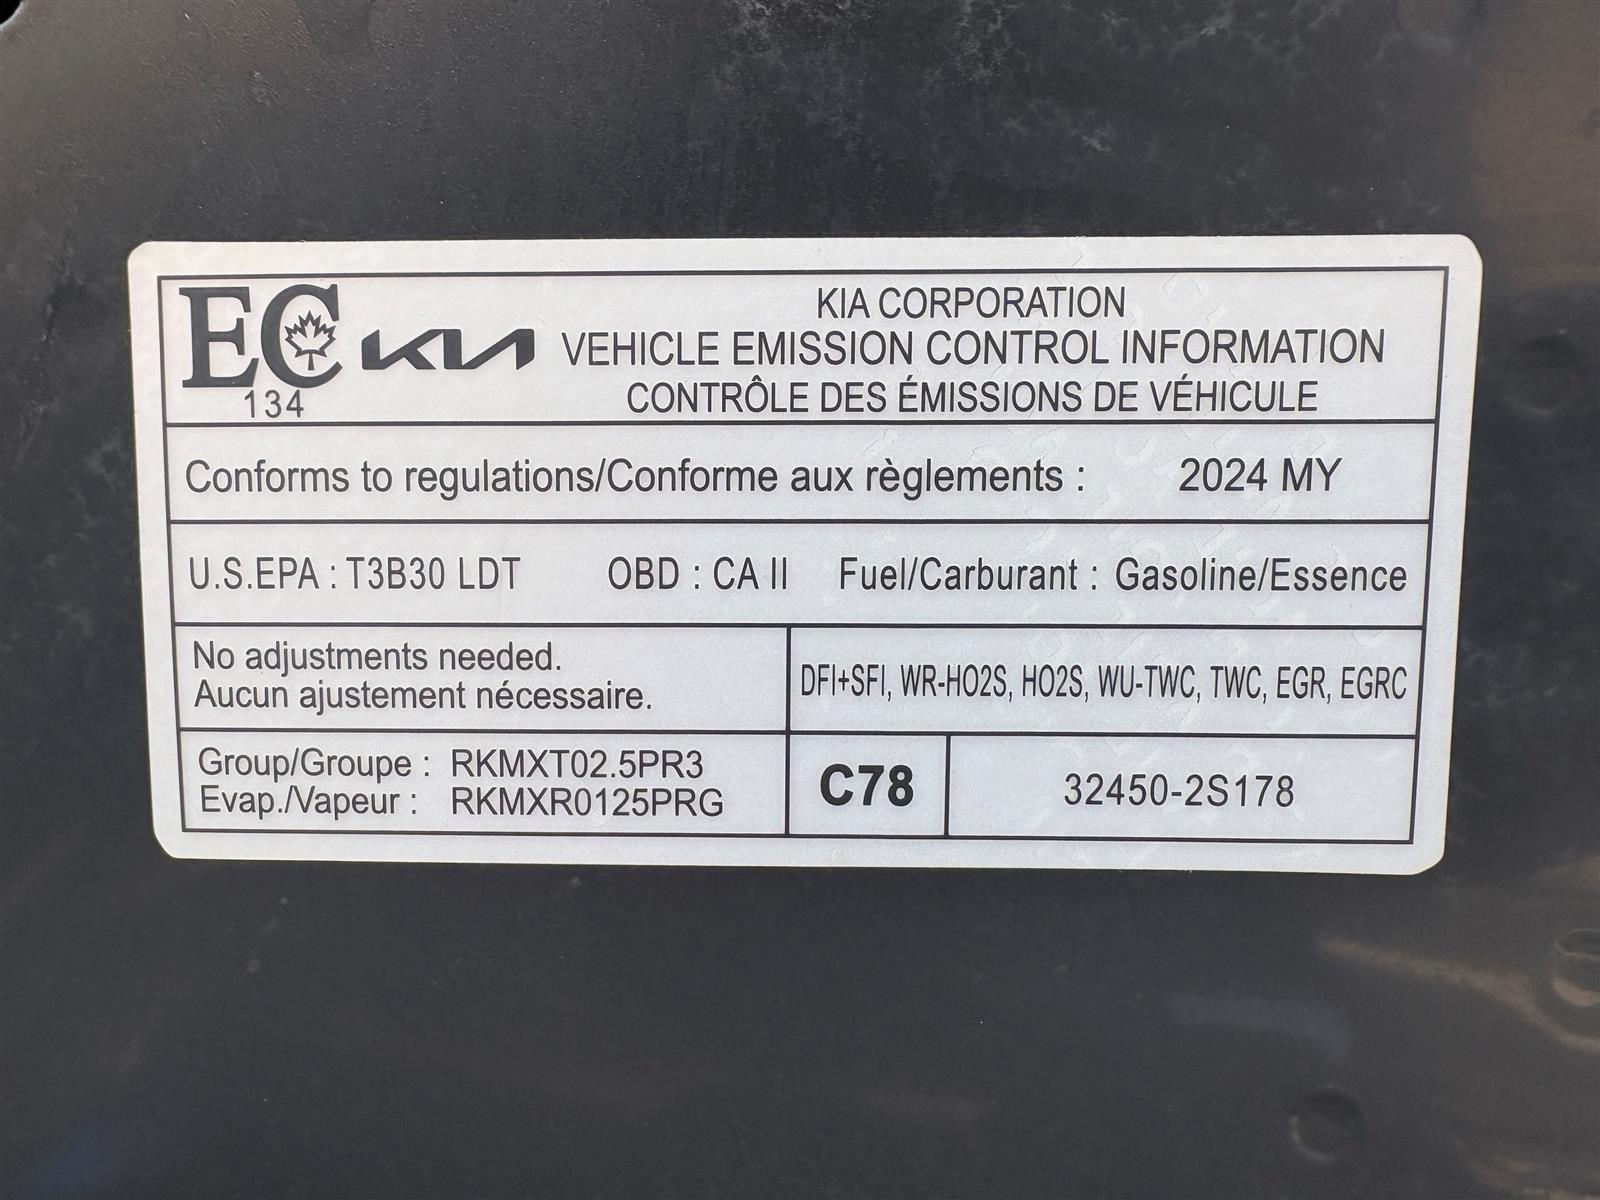 EC
134
KIA
KIA CORPORATION
VEHICLE EMISSION CONTROL INFORMATION
CONTRÔLE DES ÉMISSIONS DE VÉHICULE
Conforms to regulations/Conforme aux règlements : 2024 MY
U.S.EPA : T3B30 LDT OBD : CA II Fuel/Carburant : Gasoline/Essence
No adjustments needed.
Aucun ajustement nécessaire.
DFI+SFI, WR-HO2S, HO2S, WU-TWC, TWC, EGR, EGRC
Group/Groupe : RKMXT02.5PR3
Evap./Vapeur : RKMXR0125PRG
C78
32450-2S178